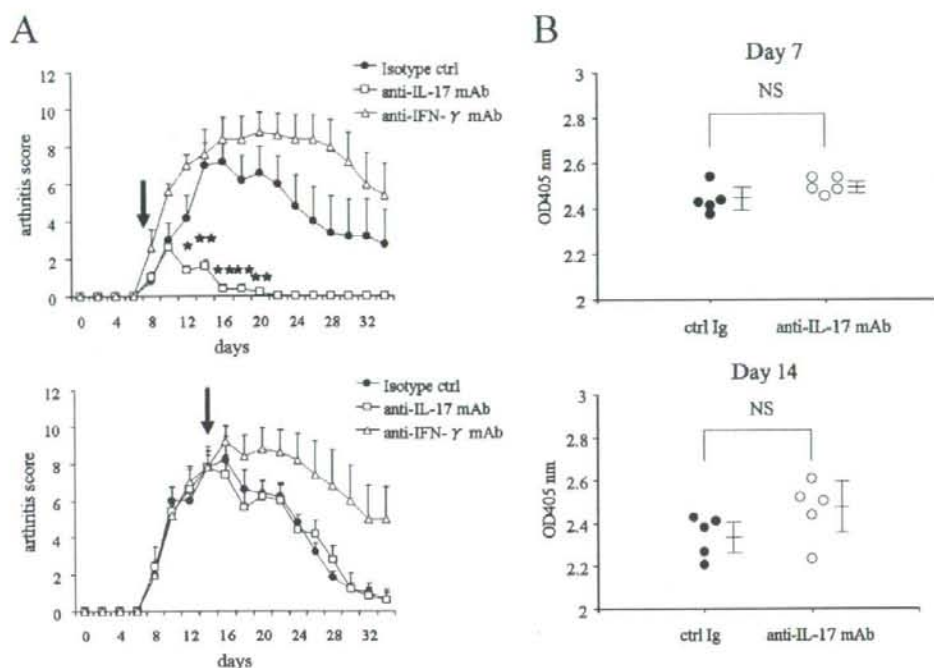 A
12
10
8
6
4
2
0
arthritis score
Isotype ctrl
anti-IL-17 mAb
anti-IFN-γ mAb
★ ★★
★★★★
★★
0 4 8 12 16 20 24 28 32
days
12
10
8
6
4
2
0
arthritis score
Isotype ctrl
anti-IL-17 mAb
anti-IFN-γ mAb
0 4 8 12 16 20 24 28 32
days
B
Day 7
NS
3
2.8
2.6
2.4
2.2
2
OD405 nm
ctrl Ig anti-IL-17 mAb
Day 14
NS
3
2.8
2.6
2.4
2.2
2
OD405 nm
ctrl Ig anti-IL-17 mAb